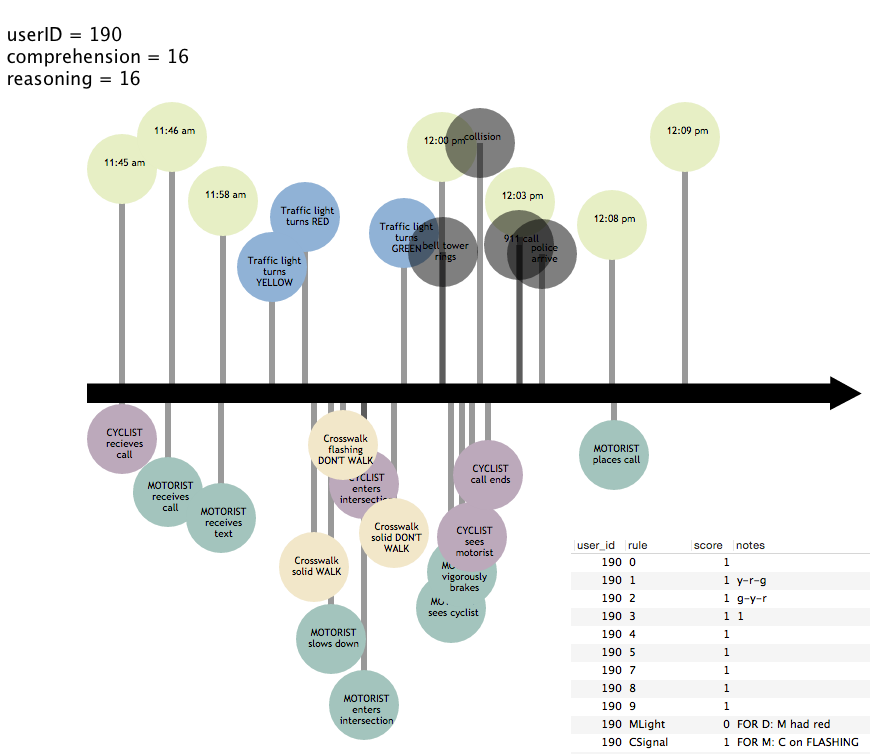 userID = 190
comprehension = 16
reasoning = 16
11:45 am
11:46 am
11:58 am
Traffic light
turns
YELLOW
Traffic light
turns RED
Traffic light
turns
GREEN
12:00 pm
collision
bell tower
rings
12:03 pm
911 call
police
arrive
12:08 pm
12:09 pm
CYCLIST
recieves
call
MOTORIST
receives
call
MOTORIST
receives
text
Crosswalk
solid WALK
MOTORIST
slows down
Crosswalk
flashing
DON'T WALK
CYCLIST
enters
intersection
MOTORIST
enters
intersection
Crosswalk
solid DON'T
WALK
CYCLIST
call ends
CYCLIST
sees
motorist
vigorously
brakes
sees cyclist
MOTORIST
places call
user_id rule score notes
190 0 1
190 1 1 y-r-g
190 2 1 g-y-r
190 3 1 1
190 4 1
190 5 1
190 7 1
190 8 1
190 9 1
190 MLight 0 FOR D: M had red
190 CSignal 1 FOR M: C on FLASHING